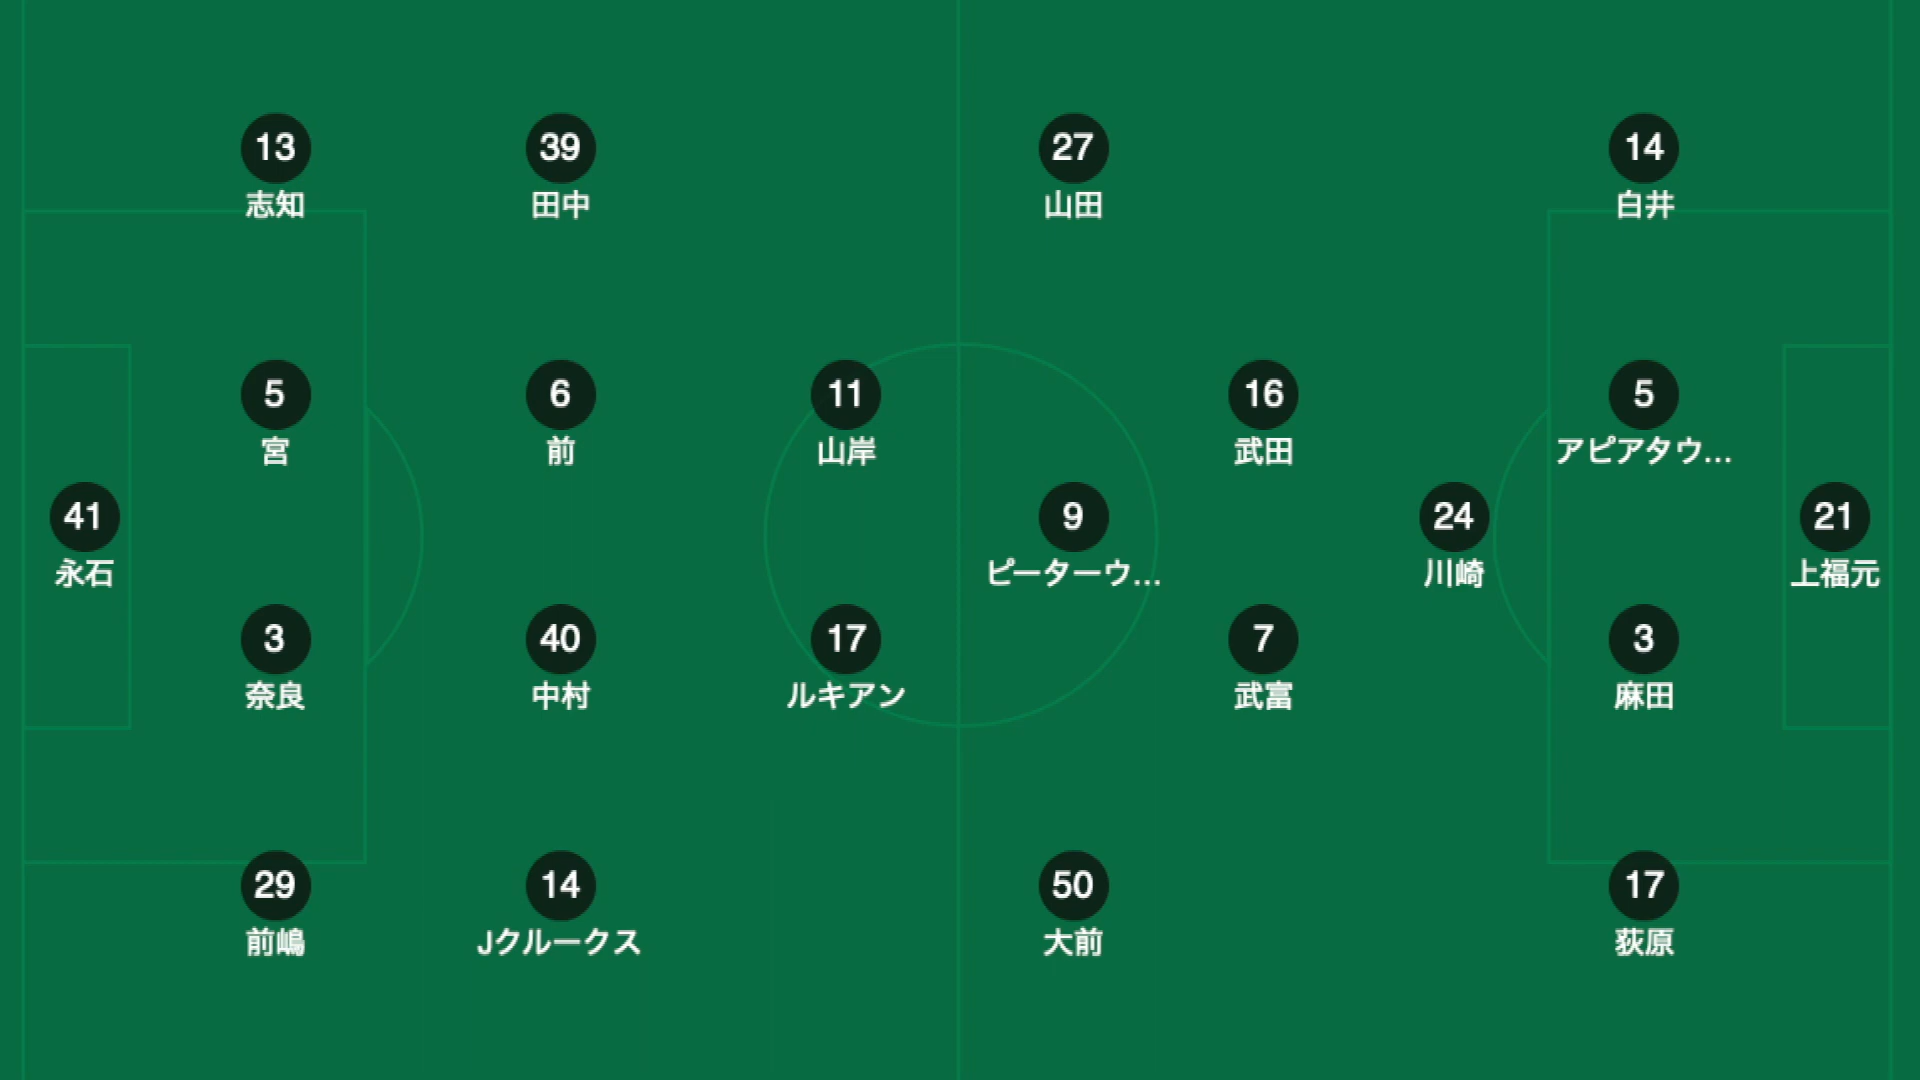 13
志知
39
田中
27
山田
14
白井
5
宮
6
前
11
山岸
16
武田
5
アピアタウ...
41
永石
9
ピーターウ...
24
川崎
21
上福元
3
奈良
40
中村
17
ルキアン
7
武富
3
麻田
29
前嶋
14
Jクルークス
50
大前
17
荻原